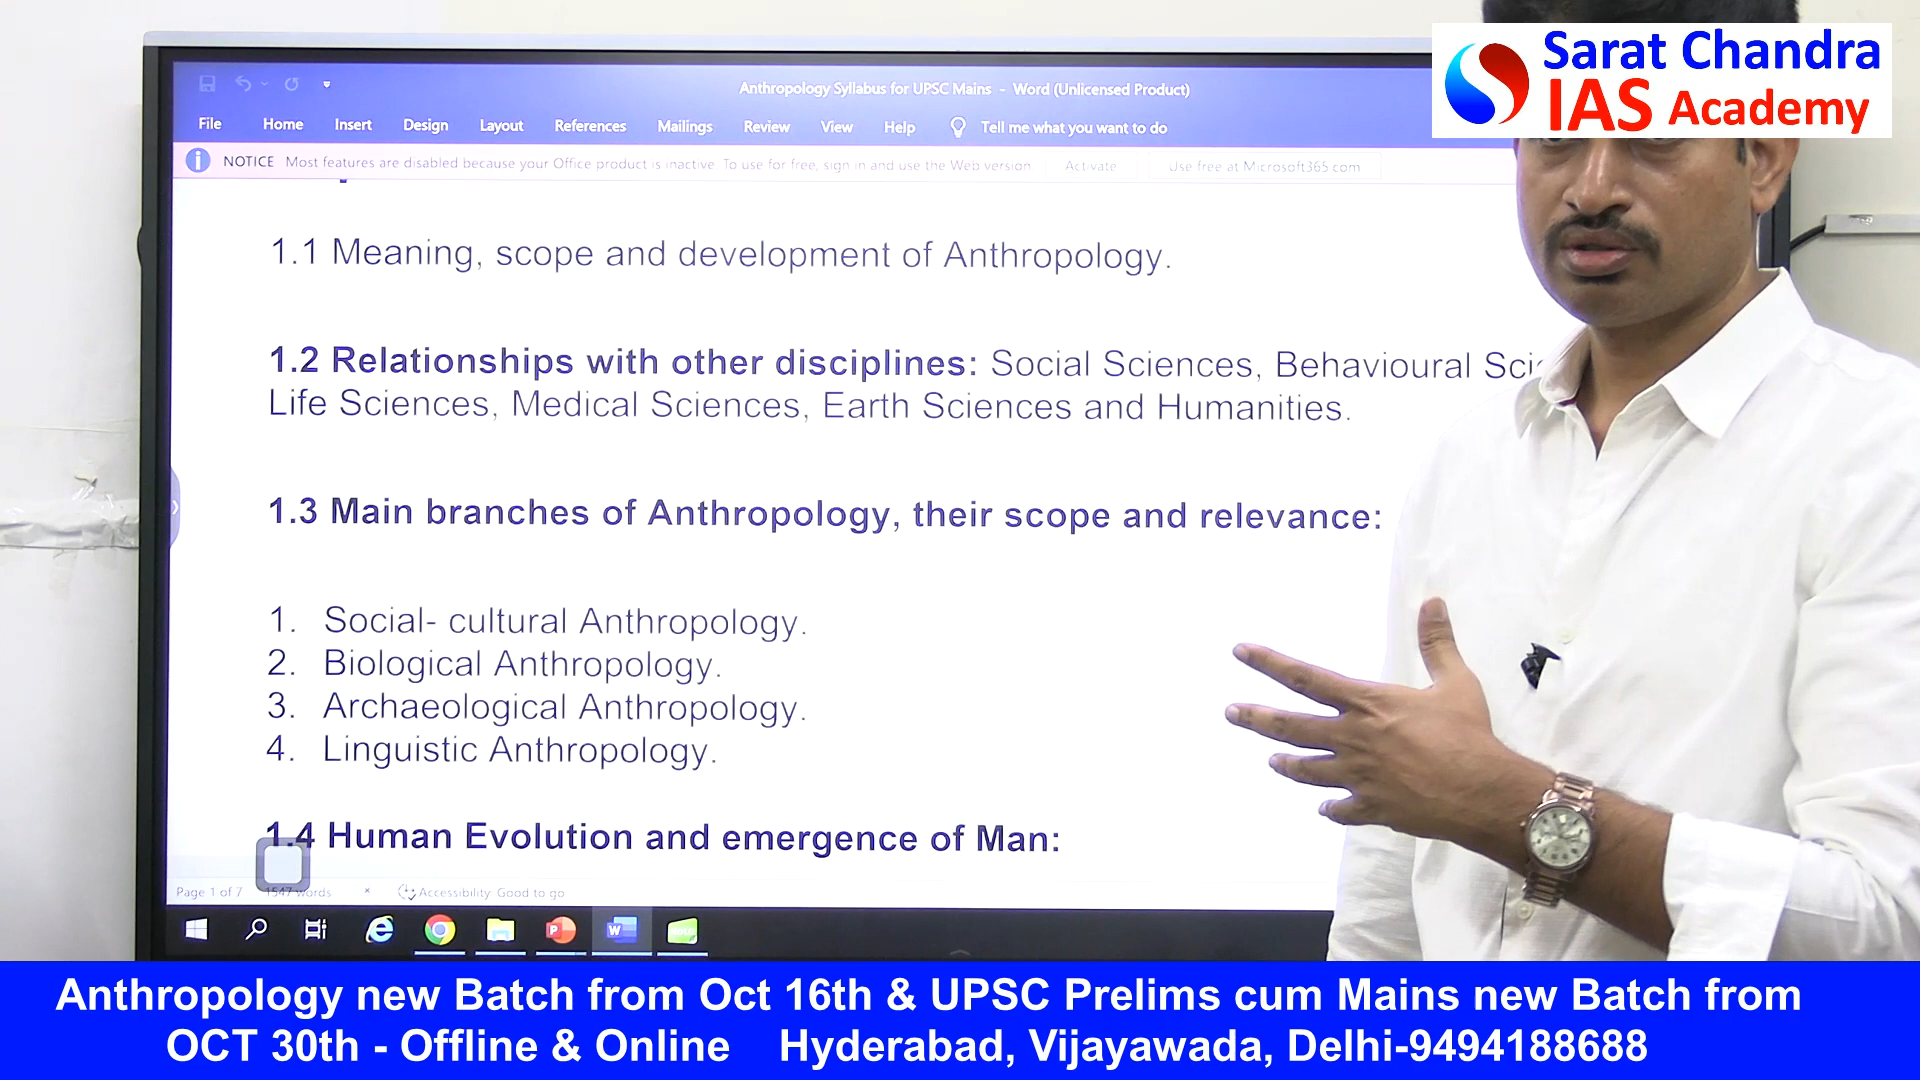 Sarat Chandra
IAS Academy
Anthropology Syllabus for UPSC Mains - Word (Unlicensed Product)
File Home Insert Design Layout References Mailings Review View Help Tell me what you want to do
NOTICE Most features are disabled because your Office product is inactive. To use for free, sign in and use the Web version Activate Use free at Microsoft365.com
1.1 Meaning, scope and development of Anthropology.
1.2 Relationships with other disciplines: Social Sciences, Behavioural
Life Sciences, Medical Sciences, Earth Sciences and Humanities.
1.3 Main branches of Anthropology, their scope and relevance:
1. Social- cultural Anthropology.
2. Biological Anthropology.
3. Archaeological Anthropology.
4. Linguistic Anthropology.
1.4 Human Evolution and emergence of Man:
Page 1 of 7 1547 words Accessibility: Good to go
Anthropology new Batch from Oct 16th & UPSC Prelims cum Mains new Batch from
OCT 30th - Offline & Online Hyderabad, Vijayawada, Delhi-9494188688